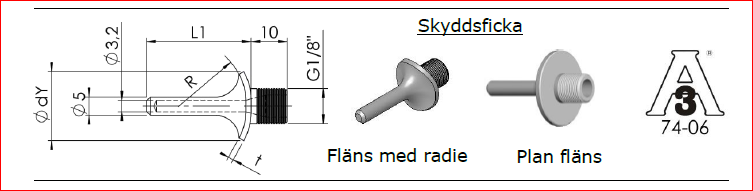 Skyddsficka
Ø3,2
L1
10
G1/8"
R
ØdY
Ø5
t
Fläns med radie
Plan fläns
A
®
3
74-06